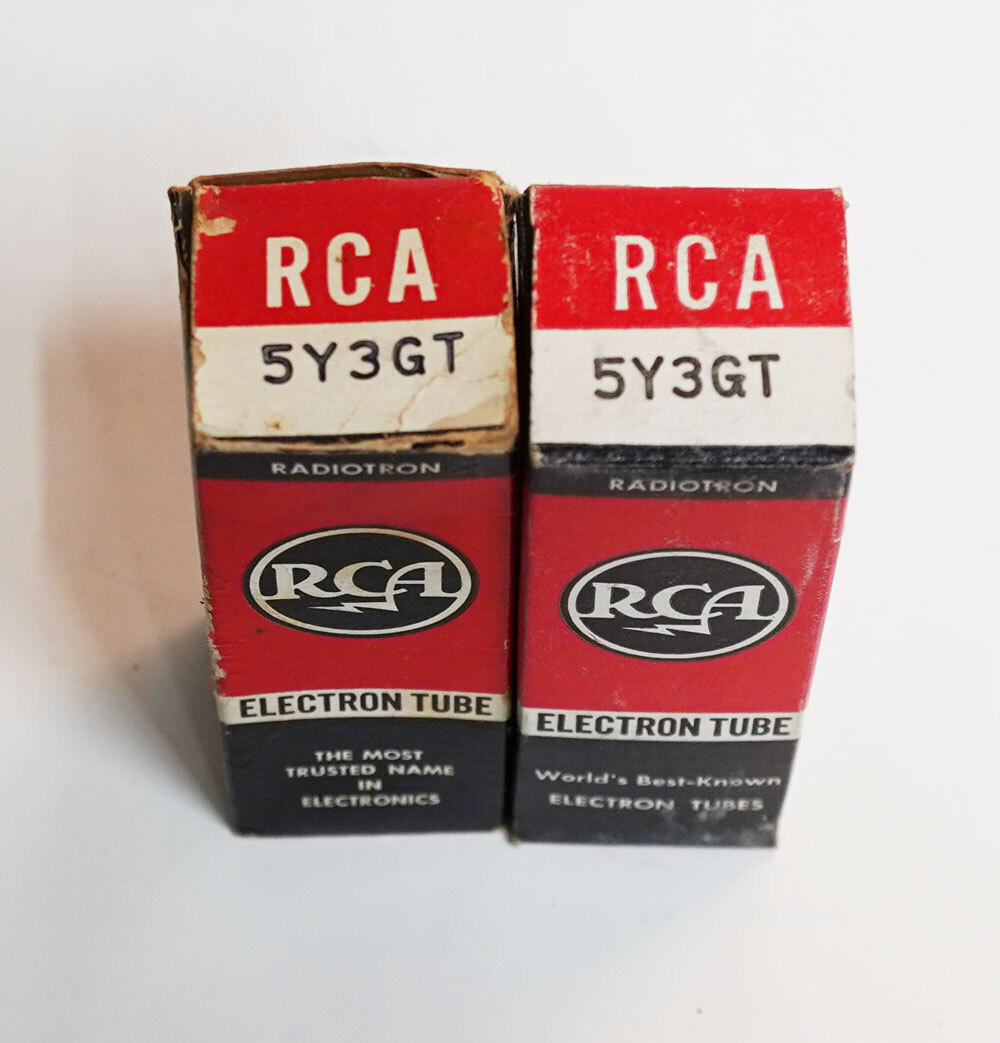 RCA
5Y3GT
RADIOTRON
RCA
ELECTRON TUBE
THE MOST
TRUSTED NAME
IN
ELECTRONICS
RCA
5Y3GT
RADIOTRON
RCA
ELECTRON TUBE
World's Best-Known
ELECTRON TUBES